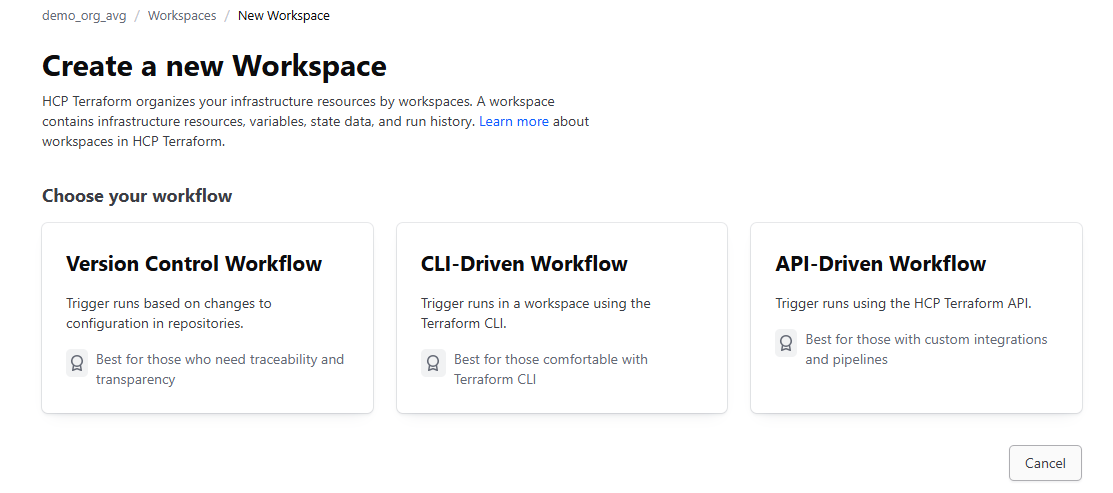 demo_org_avg / Workspaces / New Workspace
Create a new Workspace
HCP Terraform organizes your infrastructure resources by workspaces. A workspace
contains infrastructure resources, variables, state data, and run history. Learn more about
workspaces in HCP Terraform.
Choose your workflow
Version Control Workflow
Trigger runs based on changes to
configuration in repositories.
Best for those who need traceability and
transparency
CLI-Driven Workflow
Trigger runs in a workspace using the
Terraform CLI.
Best for those comfortable with
Terraform CLI
API-Driven Workflow
Trigger runs using the HCP Terraform API.
Best for those with custom integrations
and pipelines
Cancel